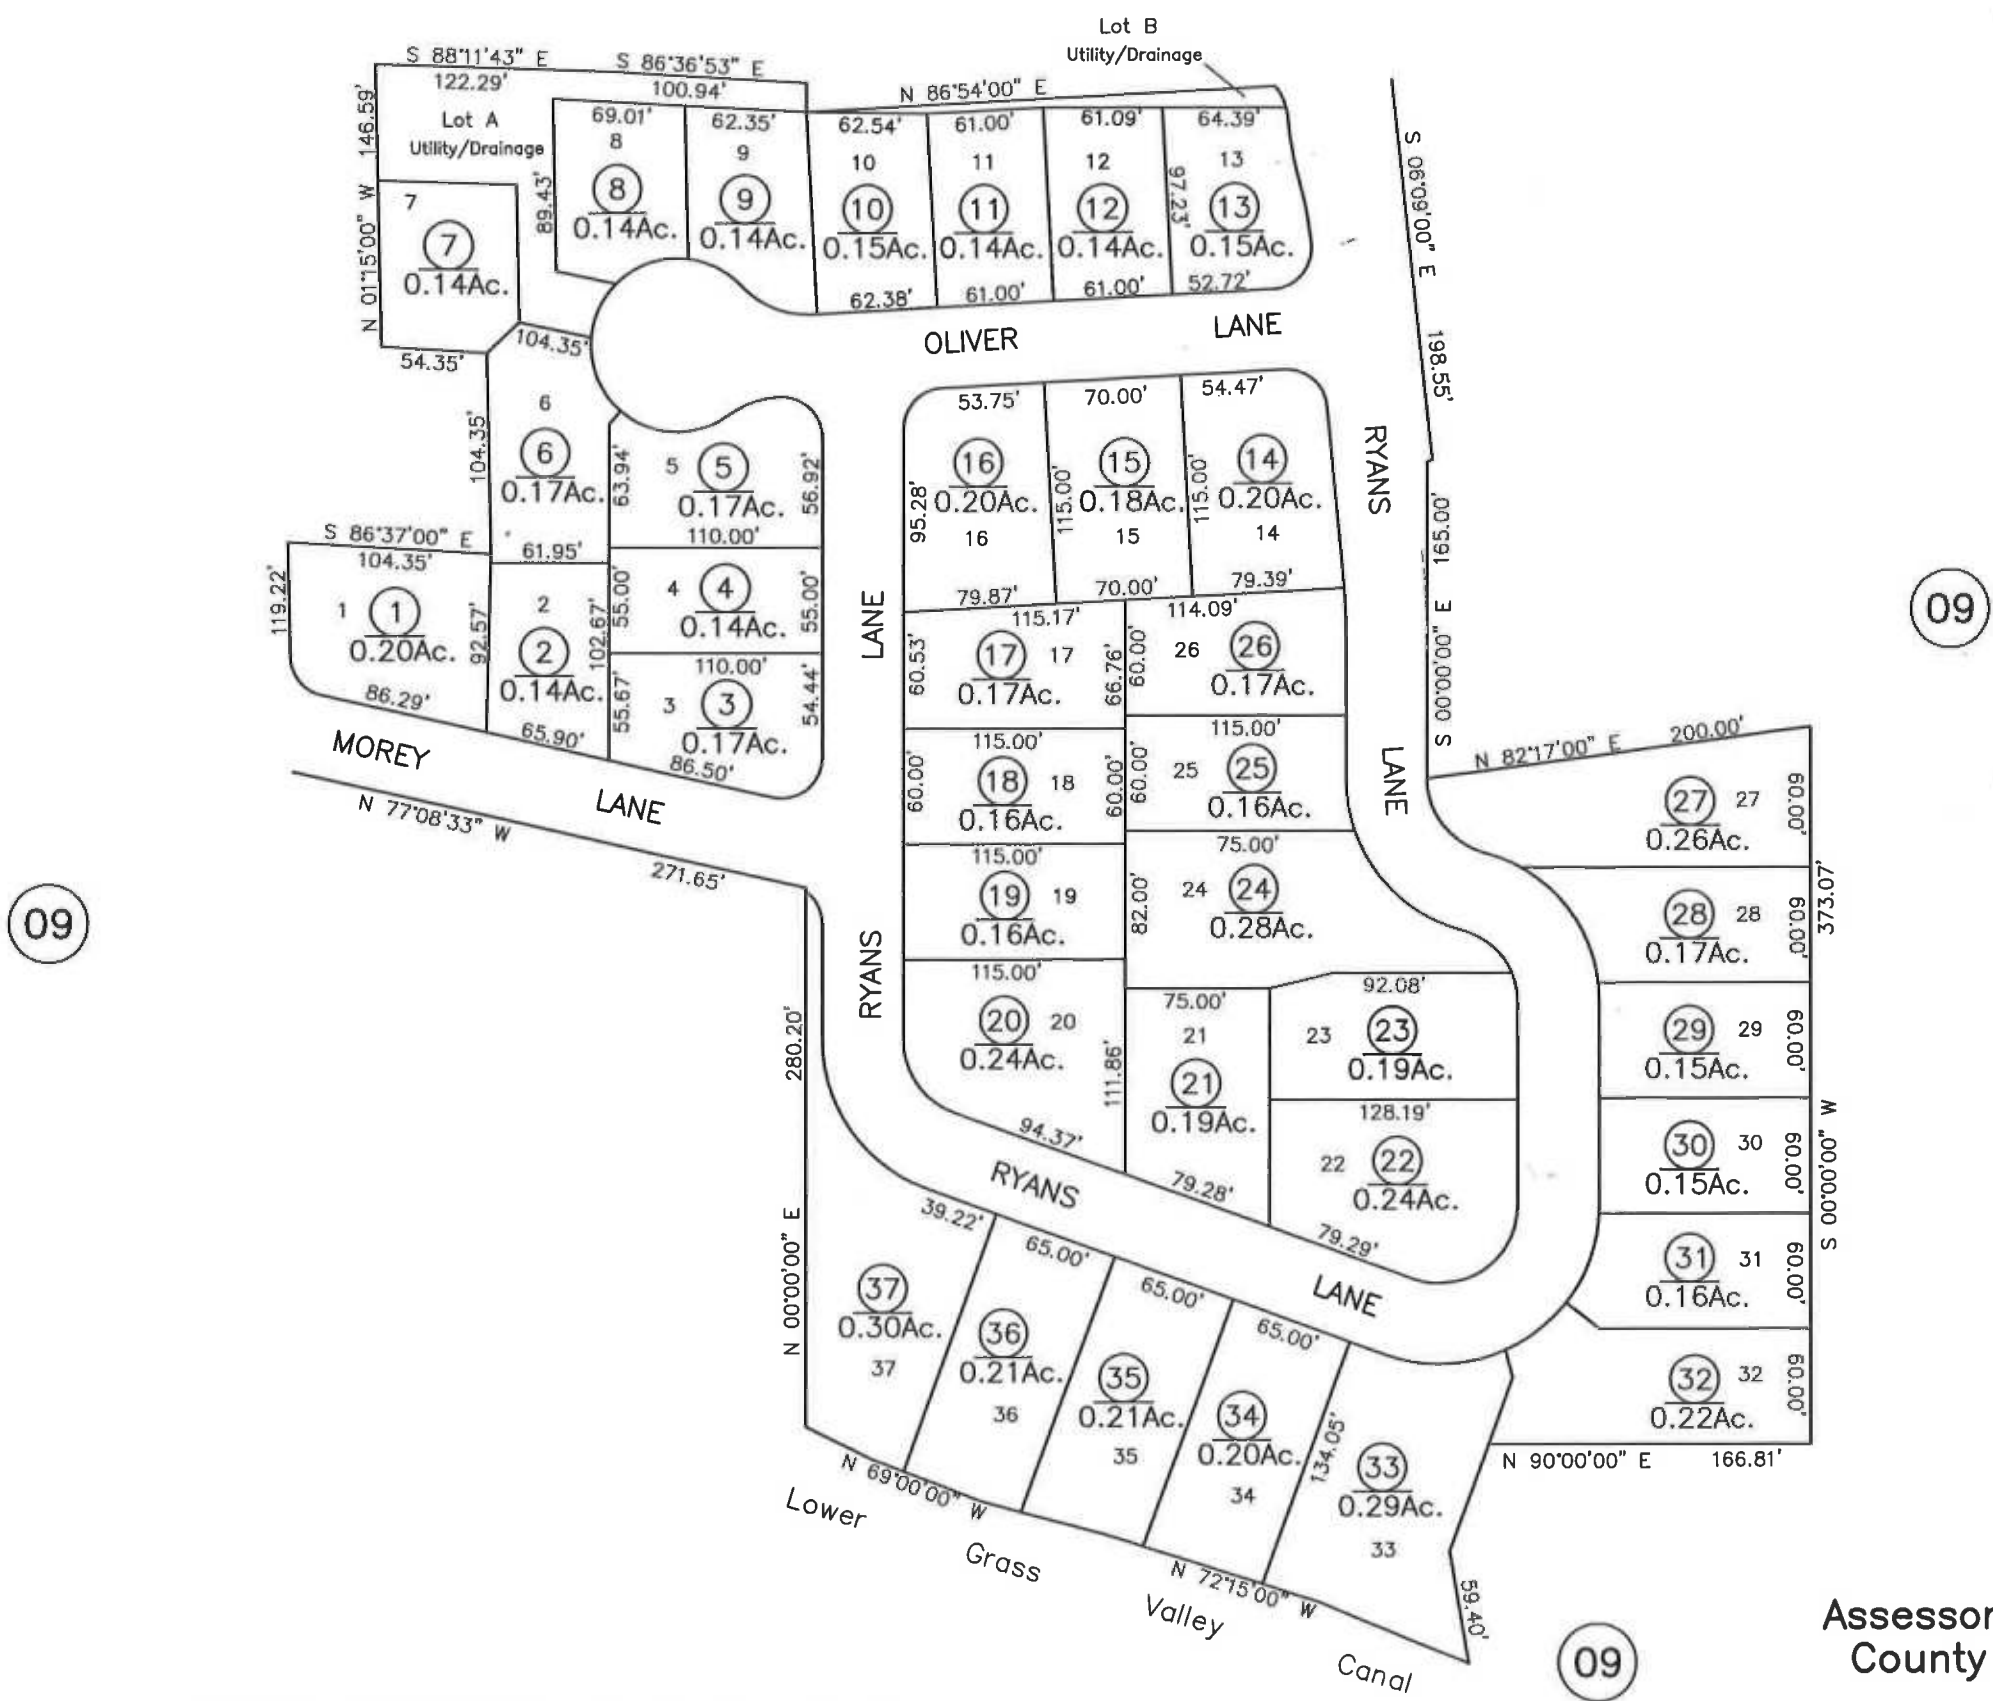 Lot B
Utility/Drainage
S 88°11'43" E
122.29'
S 86°36'53" E
100.94'
N 86°54'00" E
N 01°15'00" W 146.59'
Lot A
Utility/Drainage
69.01'
8
8
0.14Ac.
89.43'
62.35'
9
9
0.14Ac.
62.54'
10
10
0.15Ac.
62.38'
61.00'
11
11
0.14Ac.
61.00'
61.09'
12
12
0.14Ac.
61.00'
64.39'
13
97.23'
13
0.15Ac.
52.72'
S 06°09'00" E 198.55'
7
7
0.14Ac.
54.35'
104.35'
OLIVER LANE
6
6
0.17Ac.
104.35'
61.95'
63.94'
5
5
0.17Ac.
56.92'
110.00'
53.75'
16
0.20Ac.
16
95.28'
79.87'
70.00'
15
0.18Ac.
15
115.00'
70.00'
54.47'
14
0.20Ac.
14
115.00'
79.39'
RYANS LANE
S 00°00'00" E 165.00'
S 86°37'00" E
104.35'
119.22'
1
1
0.20Ac.
92.57'
86.29'
2
2
0.14Ac.
102.67'
65.90'
55.00'
4
4
0.14Ac.
55.00'
110.00'
55.67'
3
3
0.17Ac.
54.44'
86.50'
MOREY LANE
N 77°08'33" W 271.65'
RYANS LANE
115.17'
60.53'
17
17
0.17Ac.
66.76'
114.09'
60.00'
26
26
0.17Ac.
115.00'
60.00'
18
18
0.16Ac.
60.00'
115.00'
60.00'
25
25
0.16Ac.
115.00'
19
19
0.16Ac.
75.00'
82.00'
24
24
0.28Ac.
115.00'
20
20
0.24Ac.
111.86'
94.37'
75.00'
21
21
0.19Ac.
79.28'
92.08'
23
23
0.19Ac.
128.19'
22
22
0.24Ac.
79.29'
RYANS LANE
N 82°17'00" E 200.00'
27
27
0.26Ac.
60.00'
28
28
0.17Ac.
60.00'
29
29
0.15Ac.
60.00'
30
30
0.15Ac.
60.00'
31
31
0.16Ac.
60.00'
32
32
0.22Ac.
60.00'
373.07'
S 00°00'00" W
N 90°00'00" E 166.81'
N 00°00'00" E 280.20'
39.22'
37
0.30Ac.
37
65.00'
36
0.21Ac.
36
65.00'
35
0.21Ac.
35
65.00'
34
0.20Ac.
34
134.05'
33
0.29Ac.
33
59.40'
N 69°00'00" W
N 72°15'00" W
Lower Grass Valley Canal
09
09
09
Assessor
County